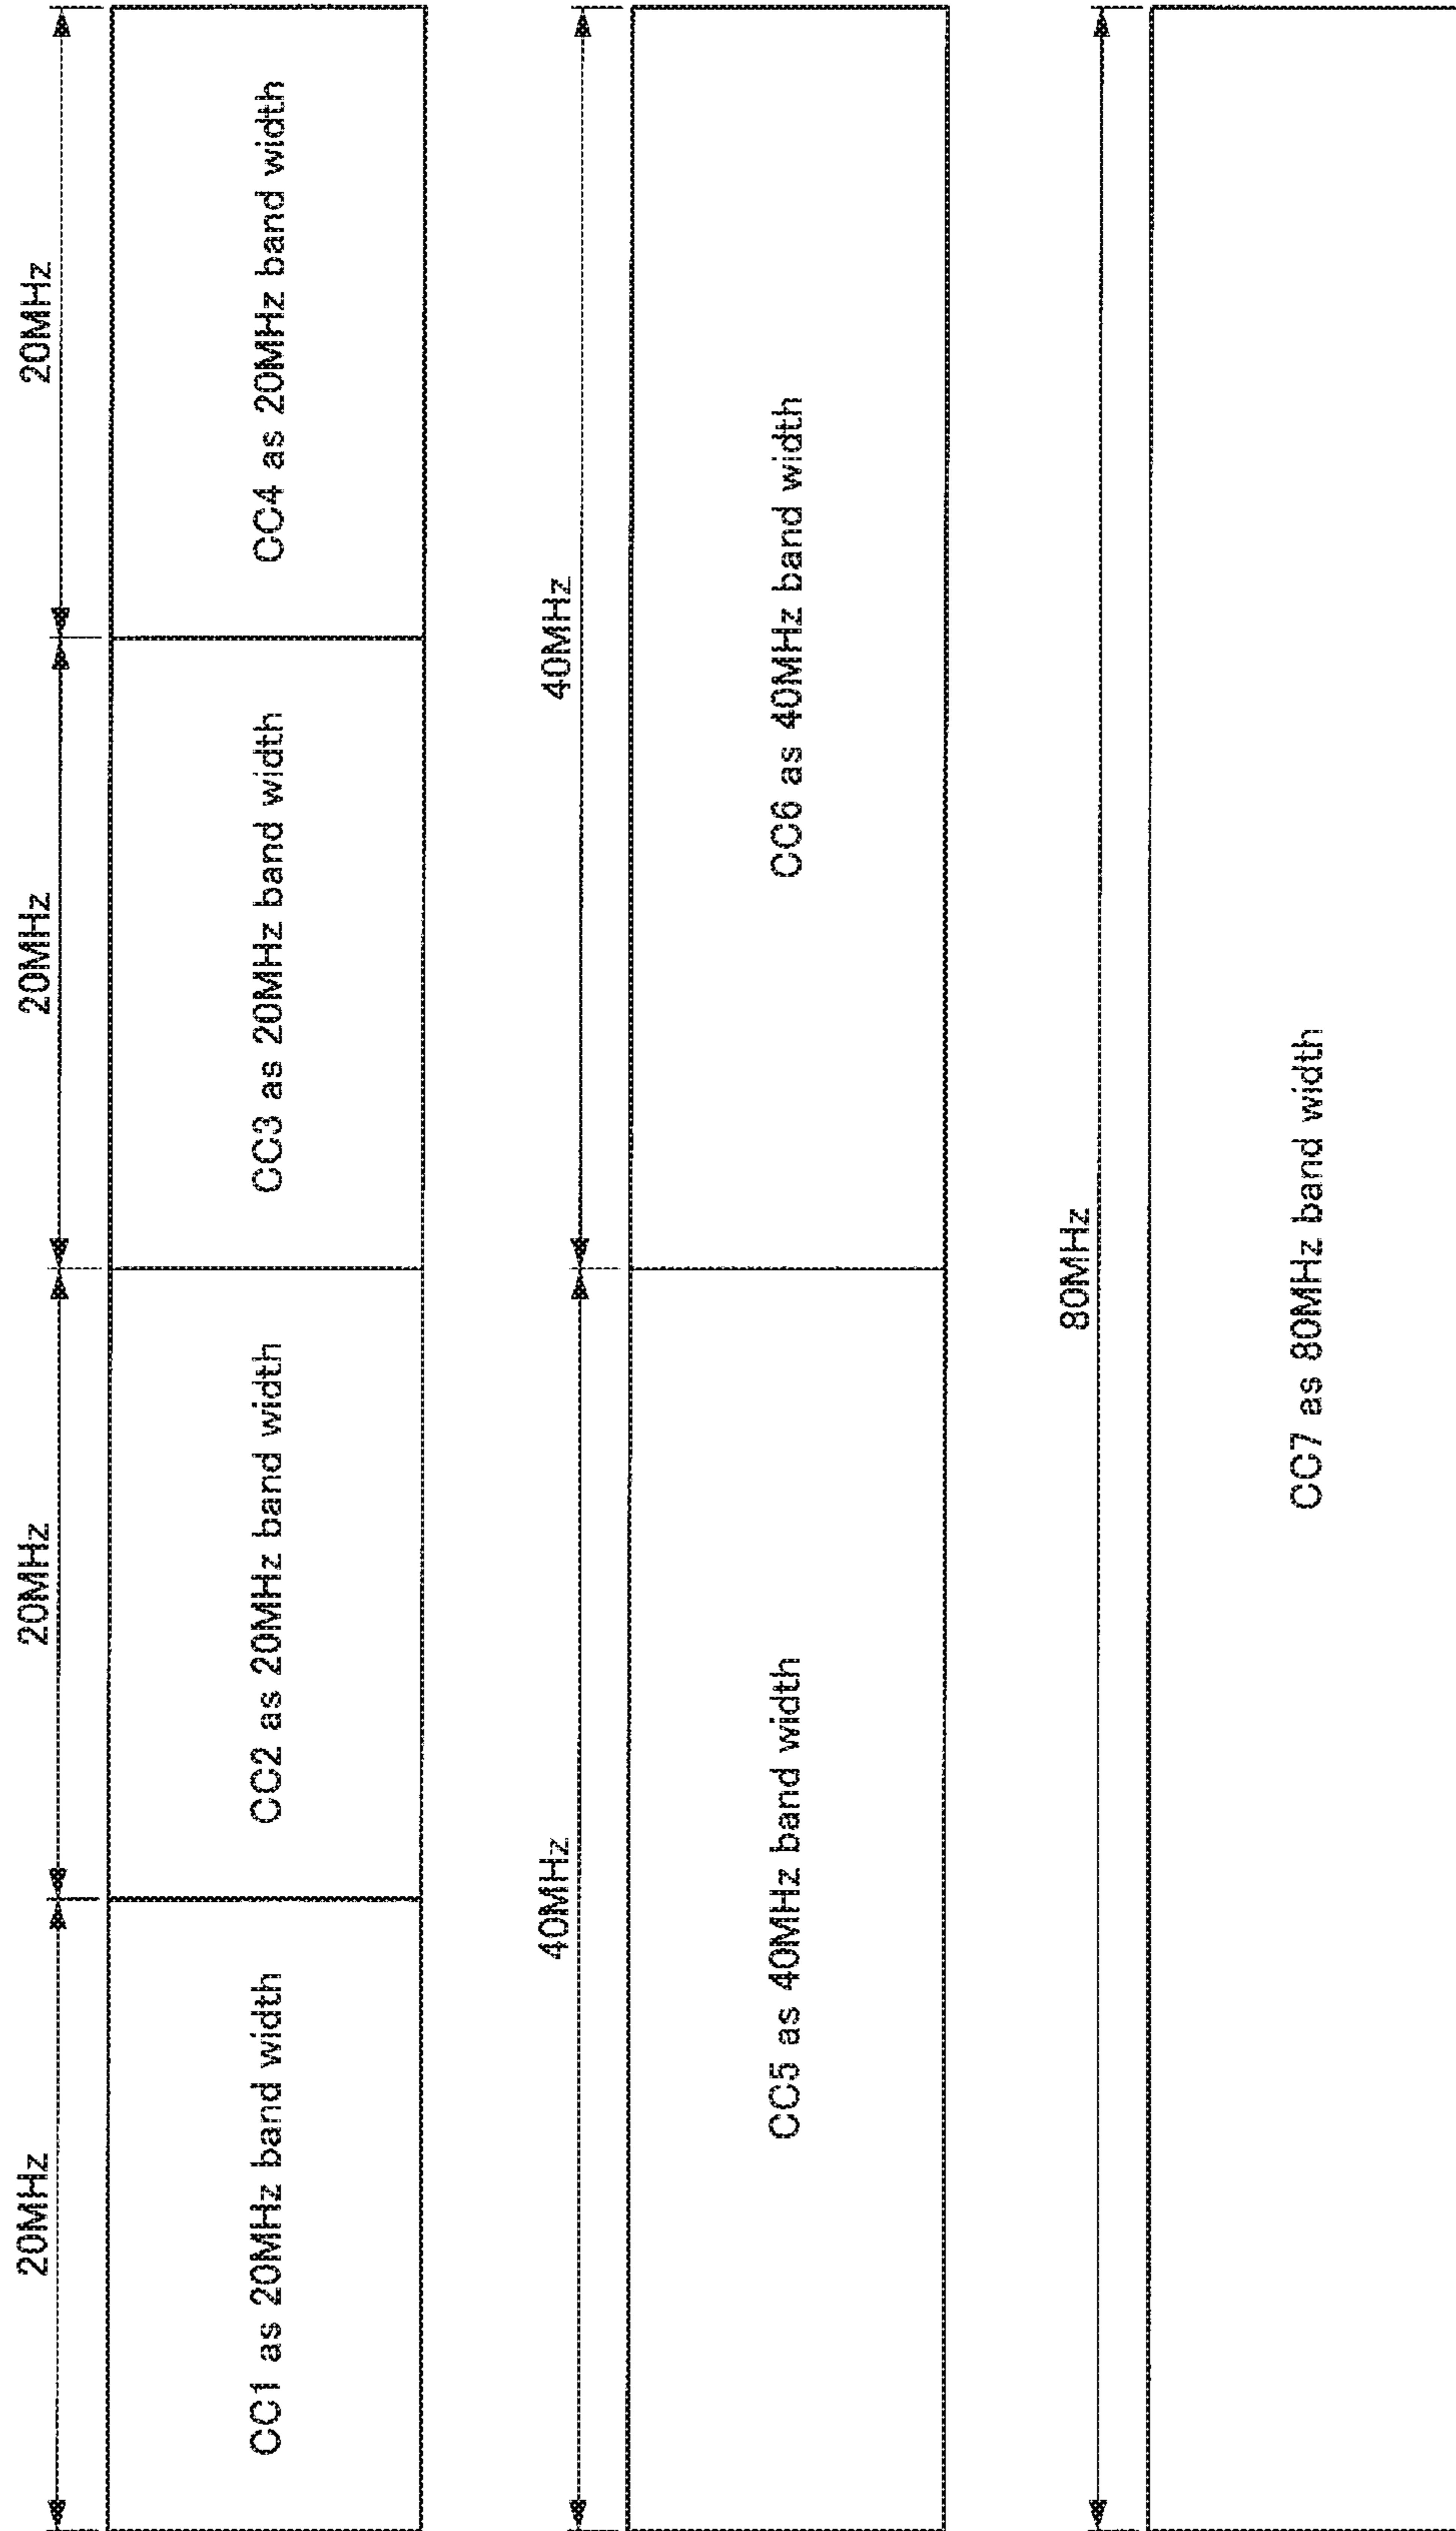 20MHz 20MHz 20MHz 20MHz
CC1 as 20MHz band width
CC2 as 20MHz band width
CC3 as 20MHz band width
CC4 as 20MHz band width
40MHz 40MHz
CC5 as 40MHz band width
CC6 as 40MHz band width
80MHz
CC7 as 80MHz band width